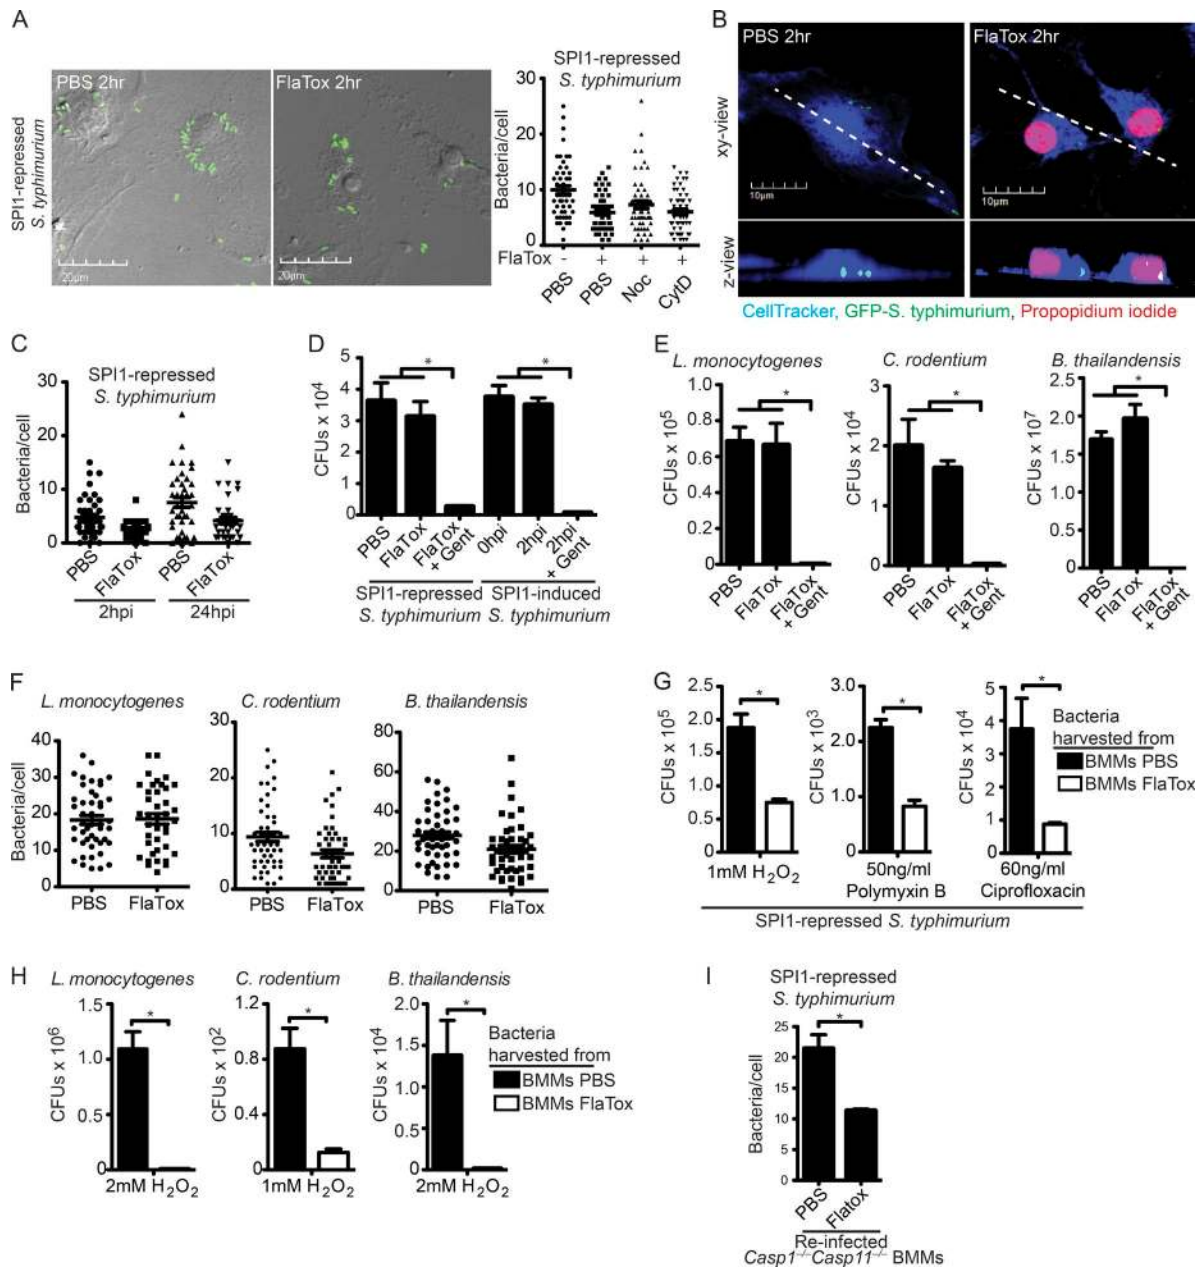 A
PBS 2hr
FlaTox 2hr
SPI1-repressed
S. typhimurium
20µm
20µm
SPI1-repressed
S. typhimurium
Bacteria/cell
30
20
10
0
FlaTox - + + +
PBS PBS Noc CytD
B
PBS 2hr
FlaTox 2hr
xy-view
10µm
10µm
z-view
CellTracker, GFP-S. typhimurium, Propopidium iodide
C
SPI1-repressed
S. typhimurium
Bacteria/cell
30
20
10
0
PBS FlaTox PBS FlaTox
2hpi 24hpi
D
CFUs x 10⁴
5
4
3
2
1
0
* *
PBS FlaTox FlaTox + Gent 0hpi 2hpi 2hpi + Gent
SPI1-repressed SPI1-induced
S. typhimurium S. typhimurium
E
L. monocytogenes
CFUs x 10⁵
1.0
0.8
0.6
0.4
0.2
0
*
PBS FlaTox FlaTox + Gent
C. rodentium
CFUs x 10⁴
4
3
2
1
0
*
PBS FlaTox FlaTox + Gent
B. thailandensis
CFUs x 10⁷
2.5
2.0
1.5
1.0
0.5
0
*
PBS FlaTox FlaTox + Gent
F
L. monocytogenes
Bacteria/cell
40
30
20
10
0
PBS FlaTox
C. rodentium
30
20
10
0
PBS FlaTox
B. thailandensis
80
60
40
20
0
PBS FlaTox
G
CFUs x 10⁵
2.5
2.0
1.5
1.0
0.5
0
*
1mM H₂O₂
CFUs x 10³
3.0
2.0
1.0
0
*
50ng/ml
Polymyxin B
CFUs x 10⁴
5
4
3
2
1
0
*
60ng/ml
Ciprofloxacin
SPI1-repressed S. typhimurium
Bacteria
harvested from
BMMs PBS
BMMs FlaTox
H
L. monocytogenes
CFUs x 10⁶
1.5
1.0
0.5
0
*
2mM H₂O₂
C. rodentium
CFUs x 10²
1.2
0.8
0.4
0
*
1mM H₂O₂
B. thailandensis
CFUs x 10⁴
2.0
1.5
1.0
0.5
0
*
2mM H₂O₂
Bacteria
harvested from
BMMs PBS
BMMs FlaTox
I
SPI1-repressed
S. typhimurium
Bacteria/cell
25
20
15
10
5
0
*
PBS Flatox
Re-infected
Casp1⁻/⁻Casp11⁻/⁻ BMMs